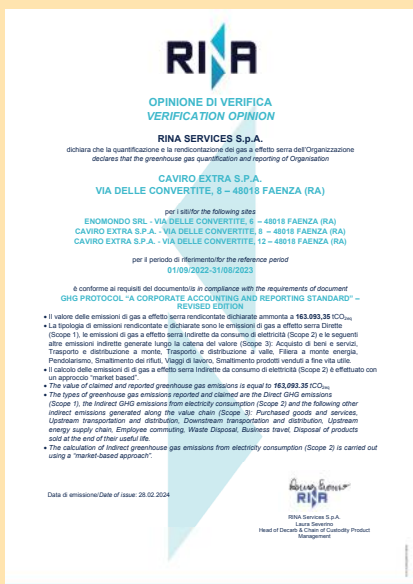 RINA
OPINIONE DI VERIFICA
VERIFICATION OPINION
RINA SERVICES S.p.A.
dichiara che la quantificazione e la rendicontazione dei gas a effetto serra dell'Organizzazione
declares that the greenhouse gas quantification and reporting of Organisation
CAVIRO EXTRA S.P.A.
VIA DELLE CONVERTITE, 8 – 48018 FAENZA (RA)
per i siti/for the following sites
ENOMONDO SRL - VIA DELLE CONVERTITE, 6 – 48018 FAENZA (RA)
CAVIRO EXTRA S.P.A. - VIA DELLE CONVERTITE, 8 – 48018 FAENZA (RA)
CAVIRO EXTRA S.P.A. - VIA DELLE CONVERTITE, 12 – 48018 FAENZA (RA)
per il periodo di riferimento/for the reference period
01/09/2022-31/08/2023
è conforme ai requisiti del documento/is in compliance with the requirements of document
GHG PROTOCOL "A CORPORATE ACCOUNTING AND REPORTING STANDARD" –
REVISED EDITION
• Il valore delle emissioni di gas a effetto serra rendicontate dichiarate ammonta a 163.093,35 tCO2eq
• La tipologia di emissioni rendicontate e dichiarate sono le emissioni di gas a effetto serra Dirette
(Scope 1), le emissioni di gas a effetto serra Indirette da consumo di elettricità (Scope 2) e le seguenti
altre emissioni indirette generate lungo la catena del valore (Scope 3): Acquisto di beni e servizi,
Trasporto e distribuzione a monte, Trasporto e distribuzione a valle, Filiera a monte energia,
Pendolarismo, Smaltimento dei rifiuti, Viaggi di lavoro, Smaltimento prodotti venduti a fine vita utile.
• Il calcolo delle emissioni di di gas a effetto serra Indirette da consumo di elettricità (Scope 2) è effettuato con
un approccio "market based".
• The value of claimed and reported greenhouse gas emissions is equal to 163,093.35 tCO2eq
• The types of greenhouse gas emissions reported and claimed are the Direct GHG emissions
(Scope 1), the Indirect GHG emissions from electricity consumption (Scope 2) and the following other
indirect emissions generated along the value chain (Scope 3): Purchased goods and services,
Upstream transportation and distribution, Downstream transportation and distribution, Upstream
energy supply chain, Employee commuting, Waste Disposal, Business travel, Disposal of products
sold at the end of their useful life.
• The calculation of Indirect greenhouse gas emissions from electricity consumption (Scope 2) is carried out
using a "market-based approach".
Data di emissione/Date of issue: 28.02.2024
RINA
RINA Services S.p.A.
Laura Severino
Head of Decarb & Chain of Custodity Product
Management